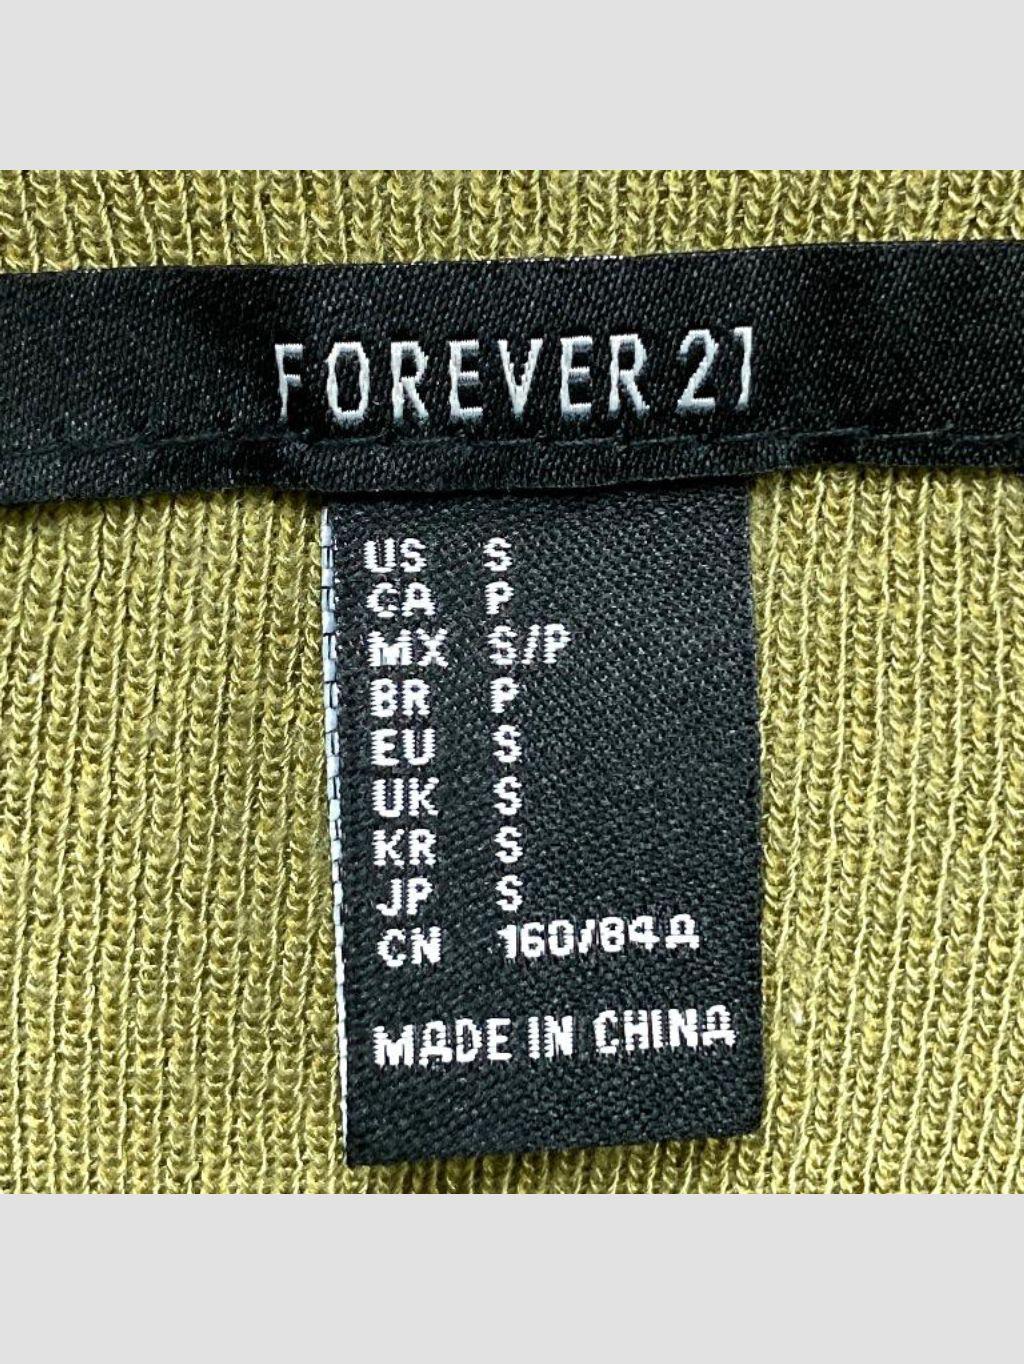 FOREVER 21
US S
CA P
MX S/P
BR P
EU S
UK S
KR S
JP S
CN 160/84A
MADE IN CHINA